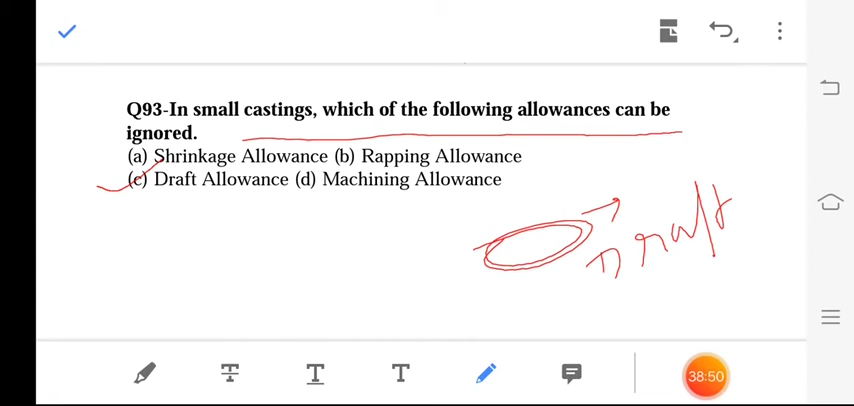 Q93-In small castings, which of the following allowances can be
ignored.
(a) Shrinkage Allowance (b) Rapping Allowance
(c) Draft Allowance (d) Machining Allowance
Draft
T T T
38:50